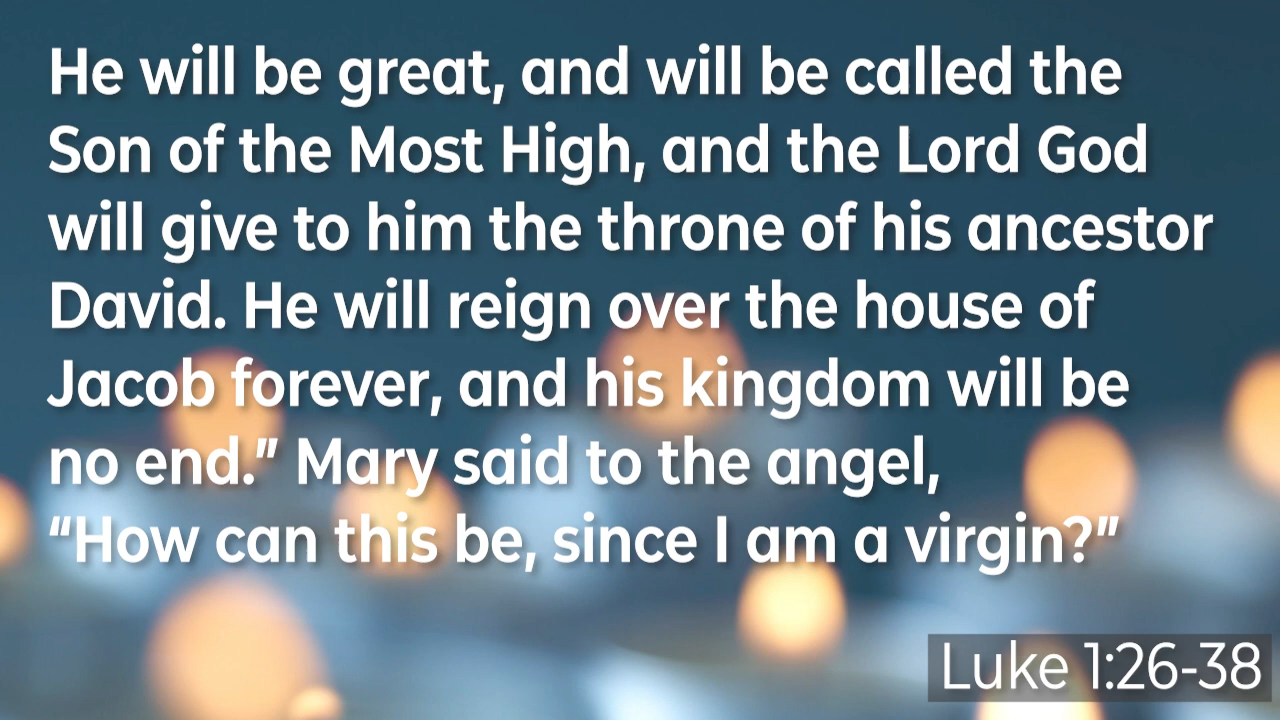 He will be great, and will be called the
Son of the Most High, and the Lord God
will give to him the throne of his ancestor
David. He will reign over the house of
Jacob forever, and his kingdom will be
no end.” Mary said to the angel,
“How can this be, since I am a virgin?”
Luke 1:26-38